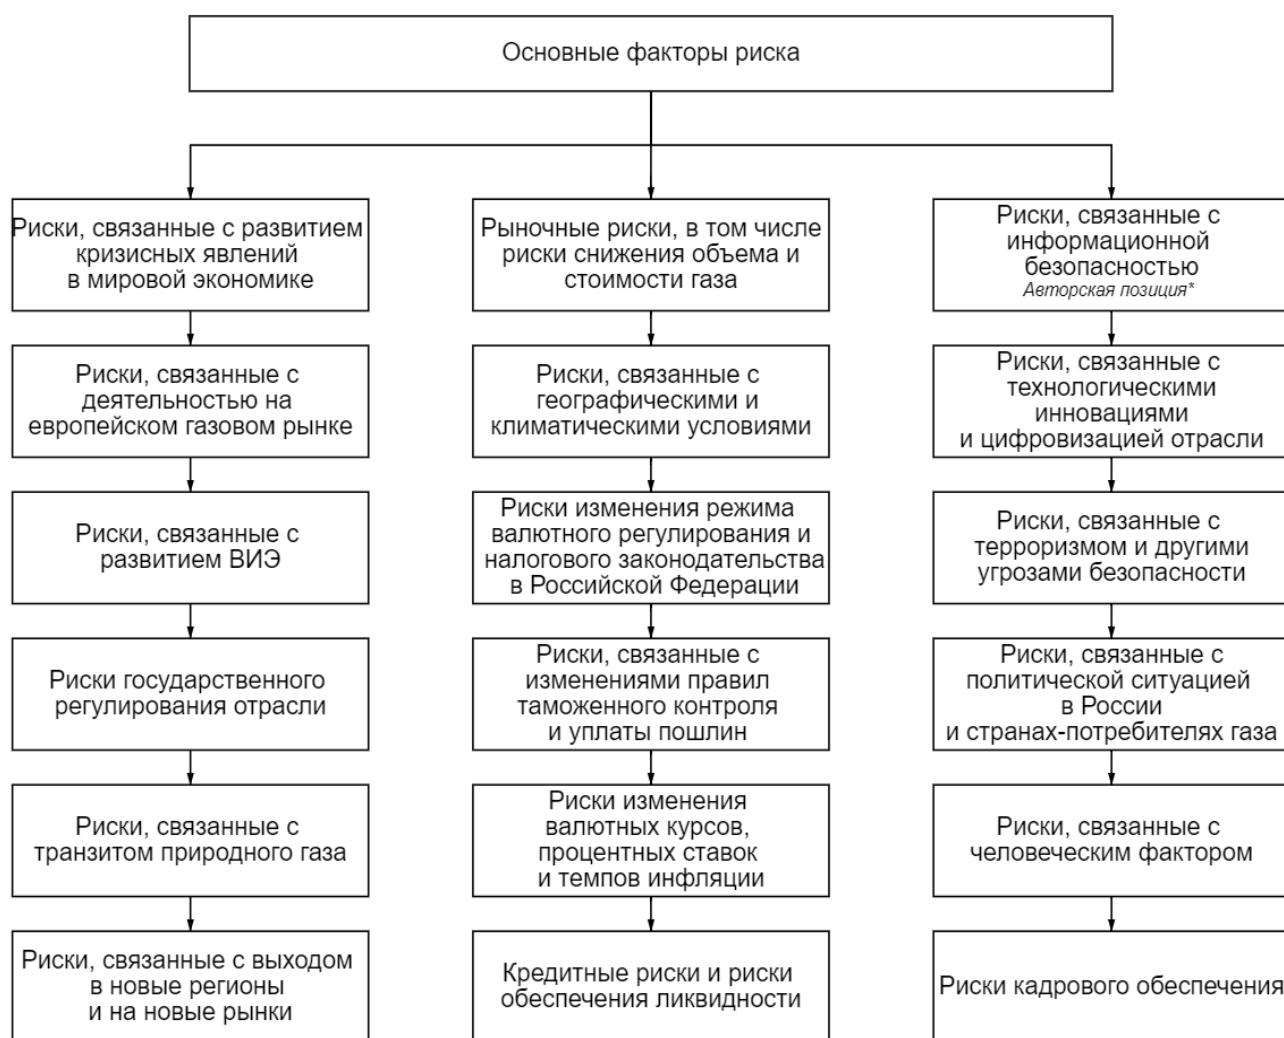 Основные факторы риска
Риски, связанные с развитием
кризисных явлений
в мировой экономике
Риски, связанные с
деятельностью на
европейском газовом рынке
Риски, связанные с
развитием ВИЭ
Риски государственного
регулирования отрасли
Риски, связанные с
транзитом природного газа
Риски, связанные с выходом
в новые регионы
и на новые рынки
Рыночные риски, в том числе
риски снижения объема и
стоимости газа
Риски, связанные с
географическими и
климатическими условиями
Риски изменения режима
валютного регулирования и
налогового законодательства
в Российской Федерации
Риски, связанные с
изменениями правил
таможенного контроля
и уплаты пошлин
Риски изменения
валютных курсов,
процентных ставок
и темпов инфляции
Кредитные риски и риски
обеспечения ликвидности
Риски, связанные с
информационной
безопасностью
Авторская позиция*
Риски, связанные с
технологическими
инновациями
и цифровизацией отрасли
Риски, связанные с
терроризмом и другими
угрозами безопасности
Риски, связанные с
политической ситуацией
в России
и странах-потребителях газа
Риски, связанные с
человеческим фактором
Риски кадрового обеспечения